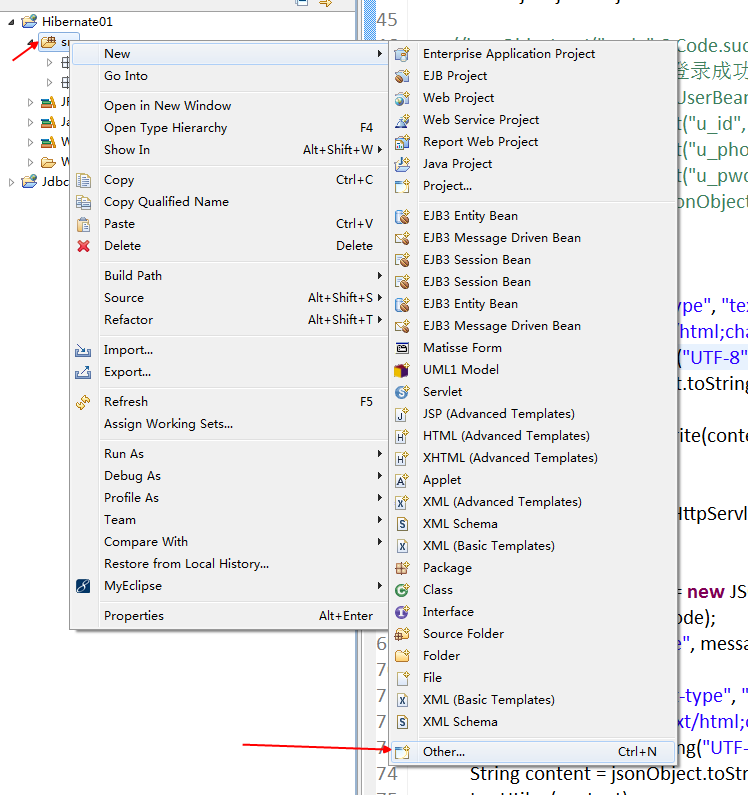 Hibernate01
Jdbc
New
Go Into
Open in New Window
Open Type Hierarchy F4
Show In Alt+Shift+W
Copy Ctrl+C
Copy Qualified Name
Paste Ctrl+V
Delete Delete
Build Path
Source Alt+Shift+S
Refactor Alt+Shift+T
Import...
Export...
Refresh F5
Assign Working Sets...
Run As
Debug As
Profile As
Team
Compare With
Restore from Local History...
MyEclipse
Properties Alt+Enter
Enterprise Application Project
EJB Project
Web Project
Web Service Project
Report Web Project
Java Project
Project...
EJB3 Entity Bean
EJB3 Message Driven Bean
EJB3 Session Bean
EJB3 Session Bean
EJB3 Entity Bean
EJB3 Message Driven Bean
Matisse Form
UML1 Model
Servlet
JSP (Advanced Templates)
HTML (Advanced Templates)
XHTML (Advanced Templates)
Applet
XML (Advanced Templates)
XML Schema
XML (Basic Templates)
Package
Class
Interface
Source Folder
Folder
File
XML (Basic Templates)
XML Schema
Other... Ctrl+N
45
Code.suc
登录成功
UserBean
t("u_id",
t("u_pho
t("u_pwd
onObject
ype", "tex
/html;cha
("UTF-8"
t.toString
rite(conte
HttpServl
= new JS
ode);
e", messa
-type", "
xt/html;c
ng("UTF-
74 String content = jsonObject.toStr